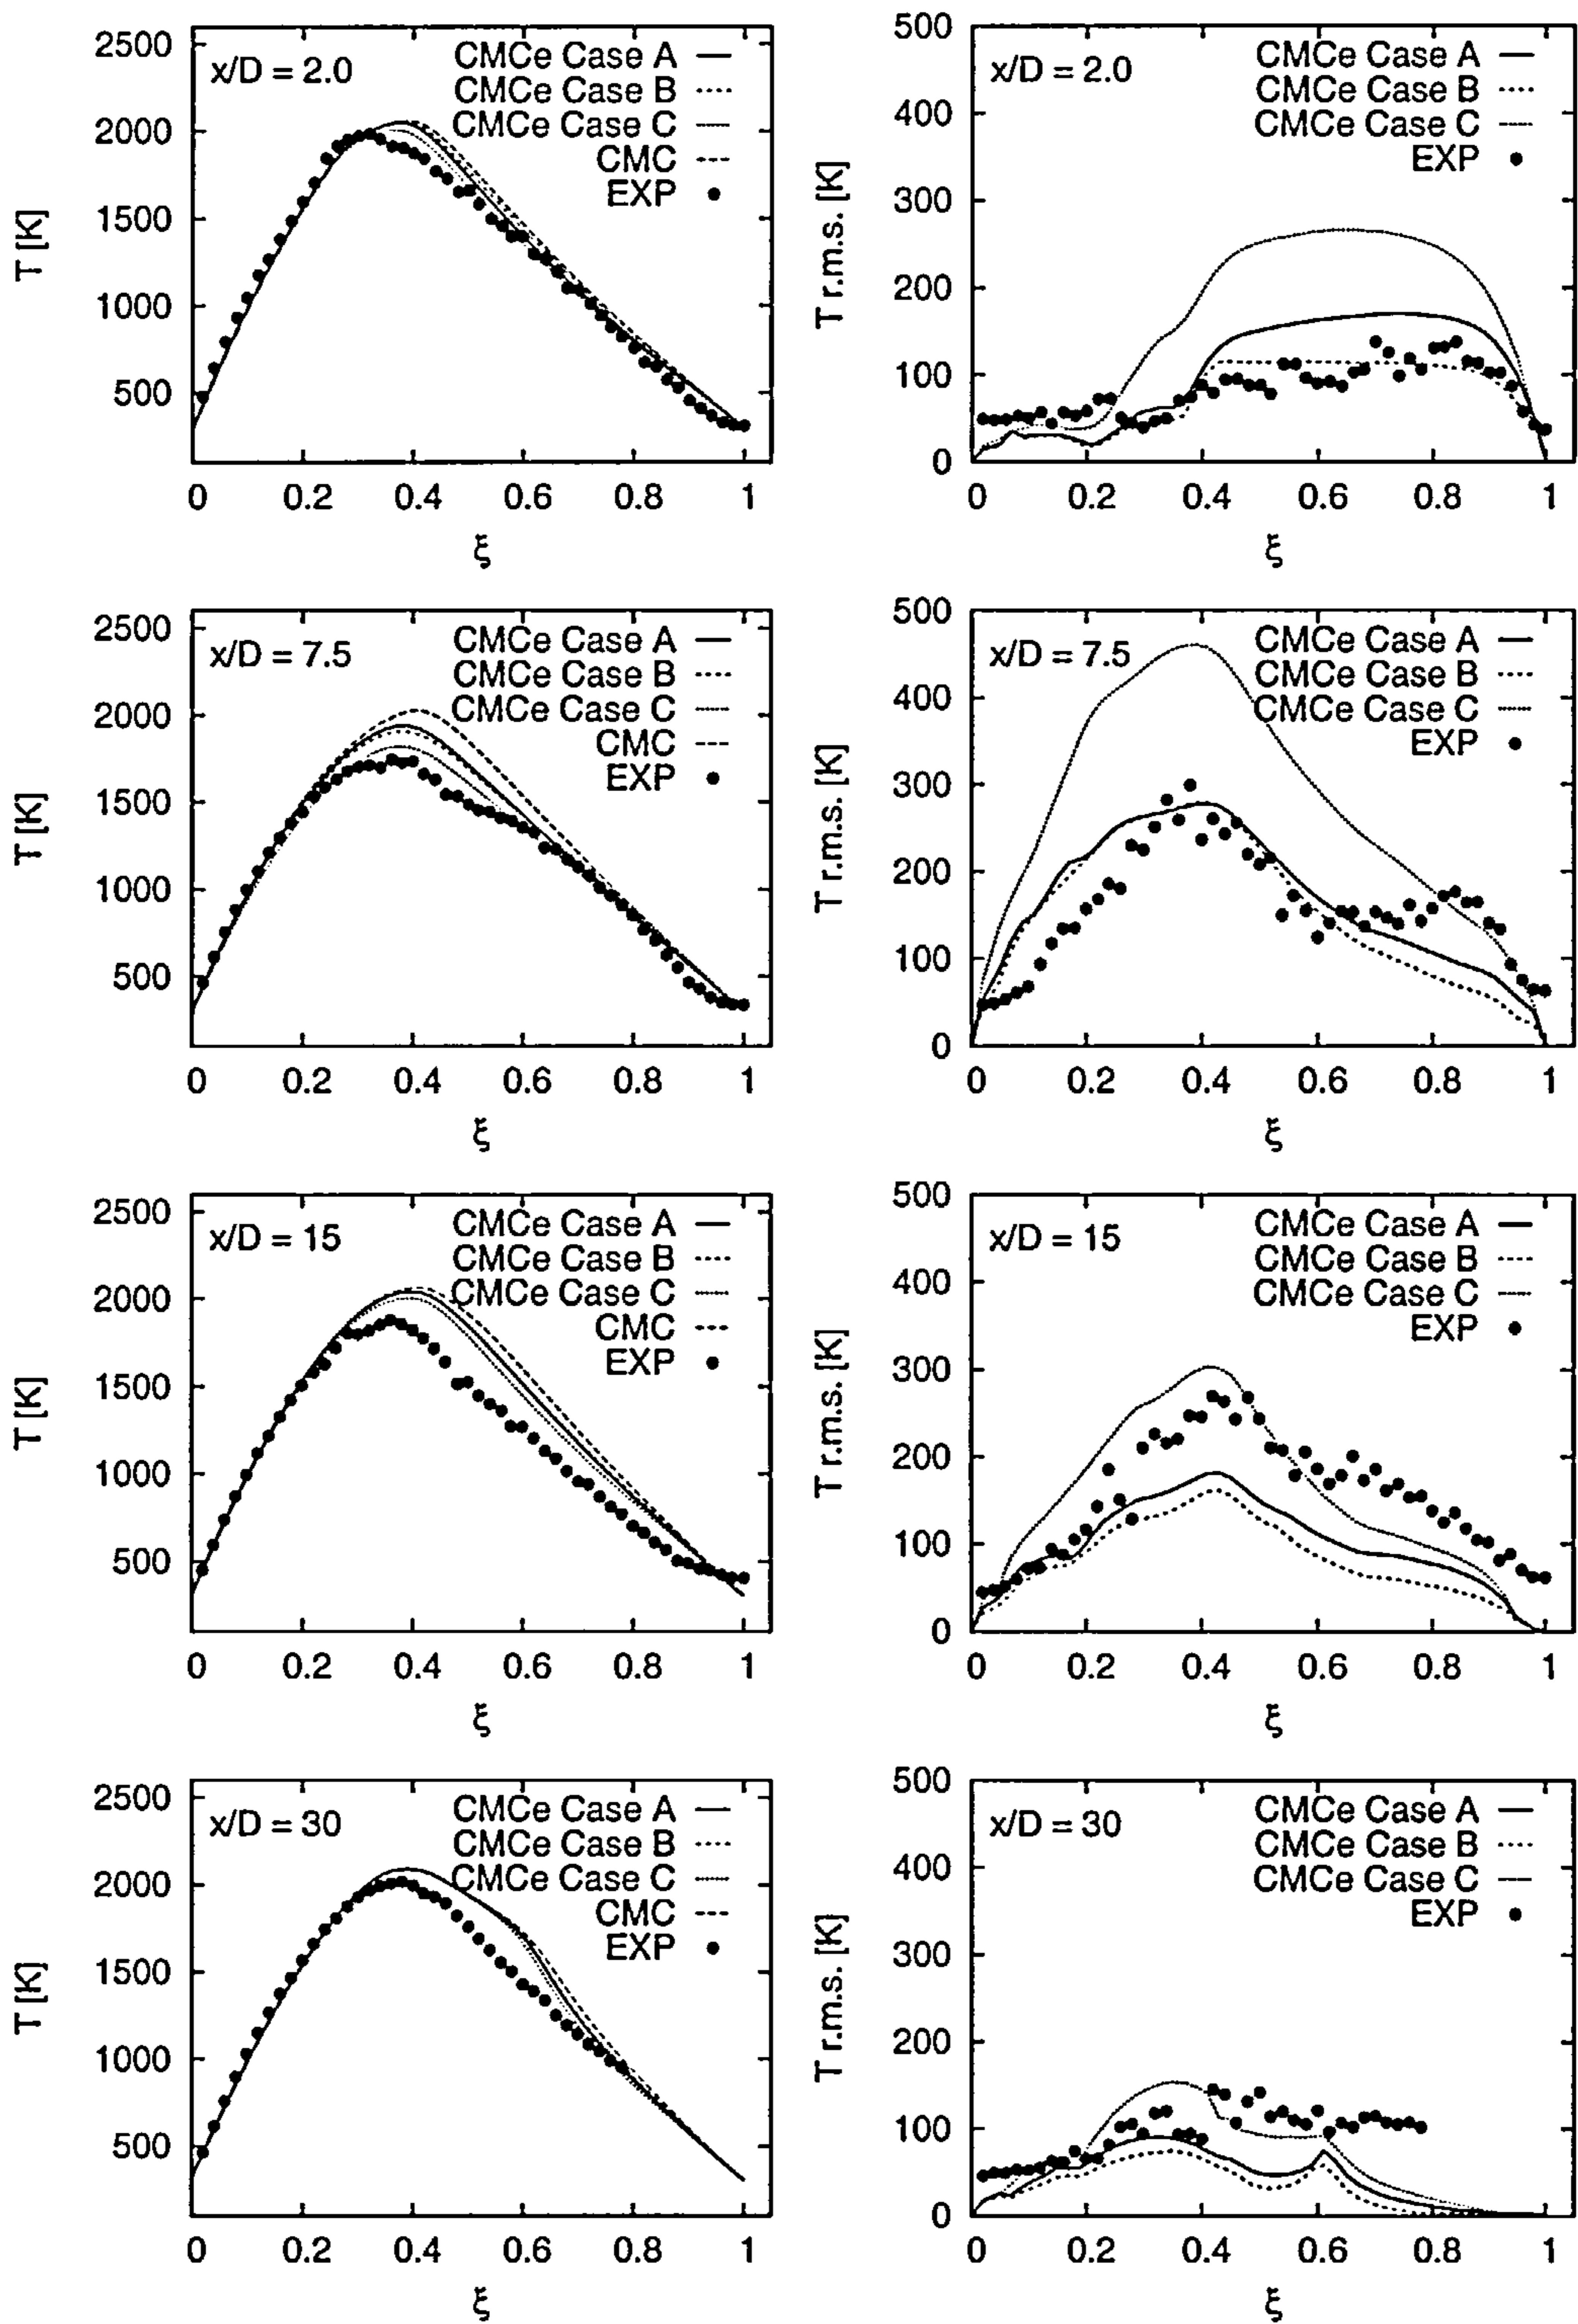 2500
2000
1500
1000
500
T [K]
x/D = 2.0
CMCe Case A
CMCe Case B
CMCe Case C
CMC
EXP
0 0.2 0.4 0.6 0.8 1
ξ
500
400
300
200
100
0
T r.m.s. [K]
x/D = 2.0
CMCe Case A
CMCe Case B
CMCe Case C
EXP
0 0.2 0.4 0.6 0.8 1
ξ
2500
2000
1500
1000
500
T [K]
x/D = 7.5
CMCe Case A
CMCe Case B
CMCe Case C
CMC
EXP
0 0.2 0.4 0.6 0.8 1
ξ
500
400
300
200
100
0
T r.m.s. [K]
x/D = 7.5
CMCe Case A
CMCe Case B
CMCe Case C
EXP
0 0.2 0.4 0.6 0.8 1
ξ
2500
2000
1500
1000
500
T [K]
x/D = 15
CMCe Case A
CMCe Case B
CMCe Case C
CMC
EXP
0 0.2 0.4 0.6 0.8 1
ξ
500
400
300
200
100
0
T r.m.s. [K]
x/D = 15
CMCe Case A
CMCe Case B
CMCe Case C
EXP
0 0.2 0.4 0.6 0.8 1
ξ
2500
2000
1500
1000
500
T [K]
x/D = 30
CMCe Case A
CMCe Case B
CMCe Case C
CMC
EXP
0 0.2 0.4 0.6 0.8 1
ξ
500
400
300
200
100
0
T r.m.s. [K]
x/D = 30
CMCe Case A
CMCe Case B
CMCe Case C
EXP
0 0.2 0.4 0.6 0.8 1
ξ